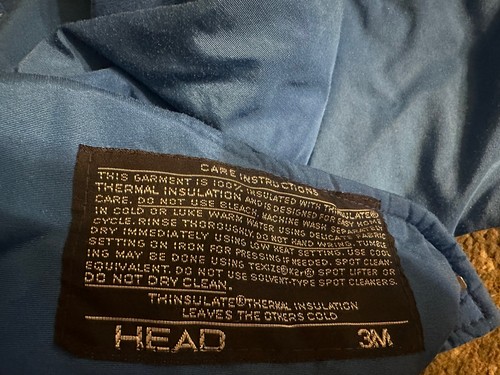 CARE INSTRUCTIONS
THIS GARMENT IS 100% INSULATED WITH THINSULATE®
THERMAL INSULATION AND IS DESIGNED FOR EASY
CARE. DO NOT USE BLEACH. MACHINE WASH SEPARATELY
IN COLD OR LUKE WARM WATER USING DELICATE
CYCLE RINSE THOROUGHLY. DO NOT HAND WRING. TUMBLE
DRY IMMEDIATELY USING LOW HEAT SETTING. USE COOL
SETTING ON IRON FOR PRESSING IF NEEDED. SPOT CLEAN-
ING MAY BE DONE USING TEXIZE® K2r® SPOT LIFTER OR
EQUIVALENT. DO NOT USE SOLVENT-TYPE SPOT CLEANERS.
DO NOT DRY CLEAN.
THINSULATE® THERMAL INSULATION
LEAVES THE OTHERS COLD
HEAD 3M